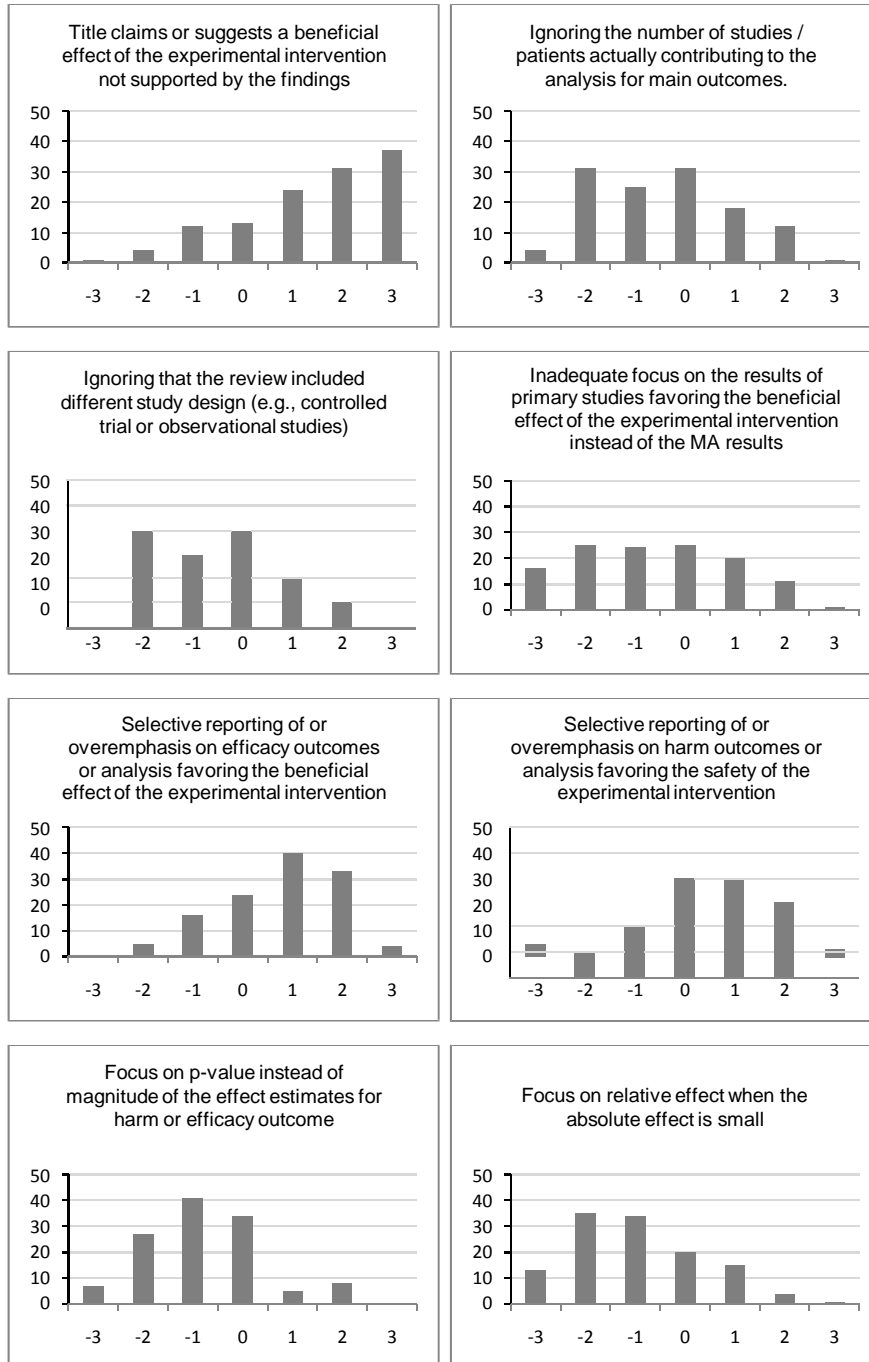 Title claims or suggests a beneficial
effect of the experimental intervention
not supported by the findings
50
40
30
20
10
0
-3 -2 -1 0 1 2 3
Ignoring the number of studies /
patients actually contributing to the
analysis for main outcomes.
50
40
30
20
10
0
-3 -2 -1 0 1 2 3
Ignoring that the review included
different study design (e.g., controlled
trial or observational studies)
50
40
30
20
10
0
-3 -2 -1 0 1 2 3
Inadequate focus on the results of
primary studies favoring the beneficial
effect of the experimental intervention
instead of the MA results
50
40
30
20
10
0
-3 -2 -1 0 1 2 3
Selective reporting of or
overemphasis on efficacy outcomes
or analysis favoring the beneficial
effect of the experimental intervention
50
40
30
20
10
0
-3 -2 -1 0 1 2 3
Selective reporting of or
overemphasis on harm outcomes or
analysis favoring the safety of the
experimental intervention
50
40
30
20
10
0
-3 -2 -1 0 1 2 3
Focus on p-value instead of
magnitude of the effect estimates for
harm or efficacy outcome
50
40
30
20
10
0
-3 -2 -1 0 1 2 3
Focus on relative effect when the
absolute effect is small
50
40
30
20
10
0
-3 -2 -1 0 1 2 3